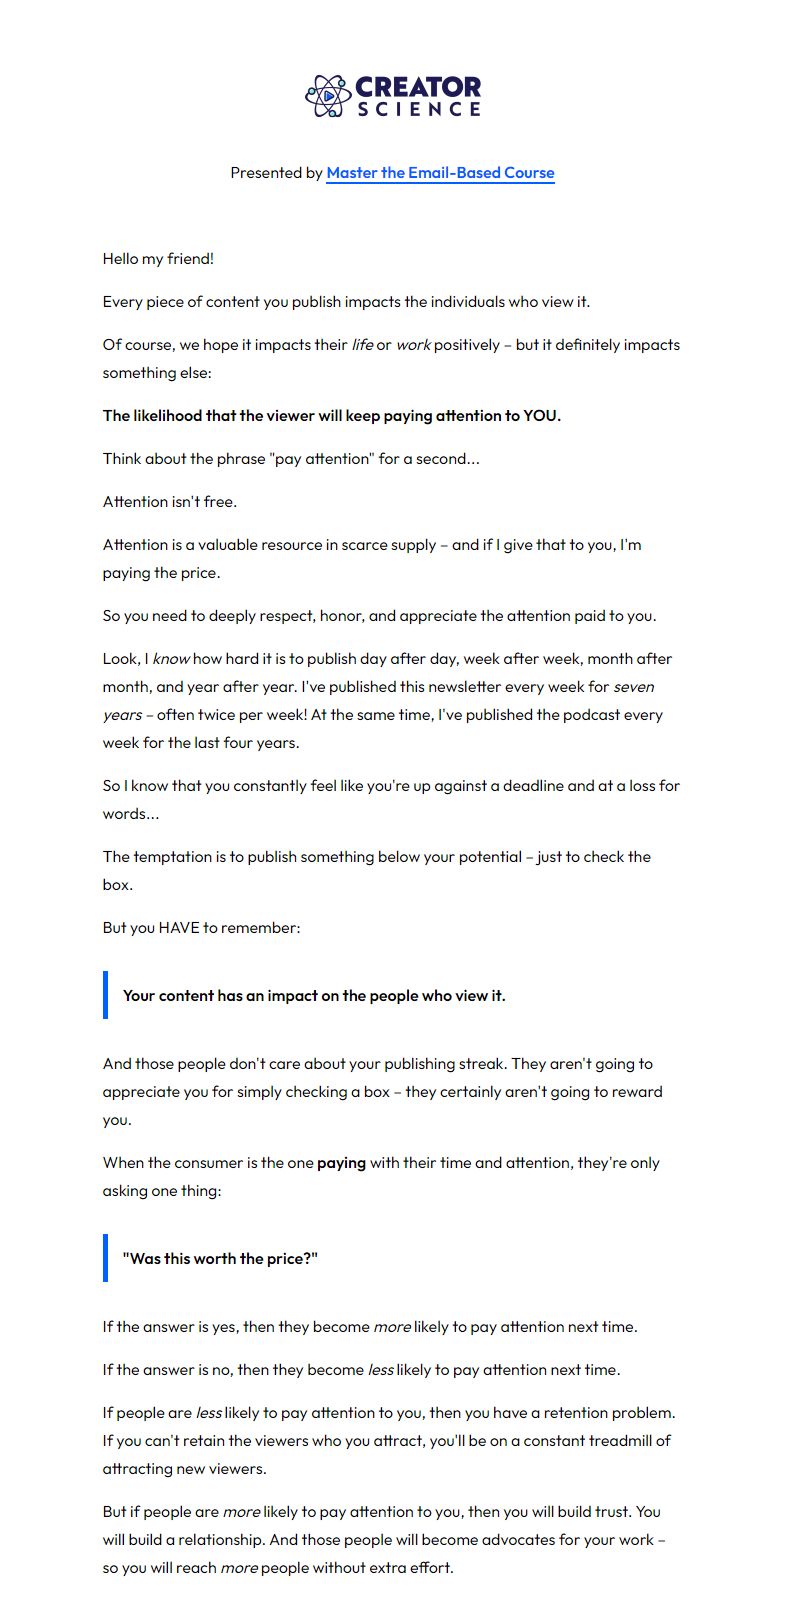 CREATOR
SCIENCE
Presented by Master the Email-Based Course
Hello my friend!
Every piece of content you publish impacts the individuals who view it.
Of course, we hope it impacts their life or work positively – but it definitely impacts
something else:
The likelihood that the viewer will keep paying attention to YOU.
Think about the phrase "pay attention" for a second...
Attention isn't free.
Attention is a valuable resource in scarce supply – and if I give that to you, I'm
paying the price.
So you need to deeply respect, honor, and appreciate the attention paid to you.
Look, I know how hard it is to publish day after day, week after week, month after
month, and year after year. I've published this newsletter every week for seven
years – often twice per week! At the same time, I've published the podcast every
week for the last four years.
So I know that you constantly feel like you're up against a deadline and at a loss for
words...
The temptation is to publish something below your potential – just to check the
box.
But you HAVE to remember:
Your content has an impact on the people who view it.
And those people don't care about your publishing streak. They aren't going to
appreciate you for simply checking a box – they certainly aren't going to reward
you.
When the consumer is the one paying with their time and attention, they're only
asking one thing:
"Was this worth the price?"
If the answer is yes, then they become more likely to pay attention next time.
If the answer is no, then they become less likely to pay attention next time.
If people are less likely to pay attention to you, then you have a retention problem.
If you can't retain the viewers who you attract, you'll be on a constant treadmill of
attracting new viewers.
But if people are more likely to pay attention to you, then you will build trust. You
will build a relationship. And those people will become advocates for your work –
so you will reach more people without extra effort.